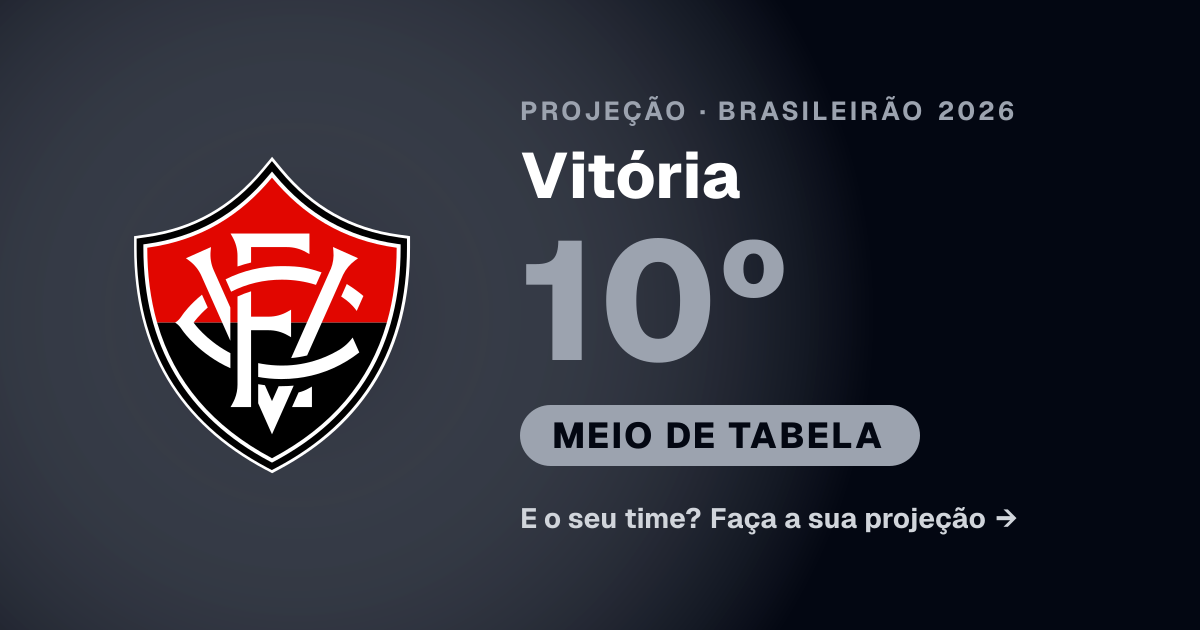 PROJEÇÃO · BRASILEIRÃO 2026
Vitória
10º
MEIO DE TABELA
E o seu time? Faça a sua projeção →